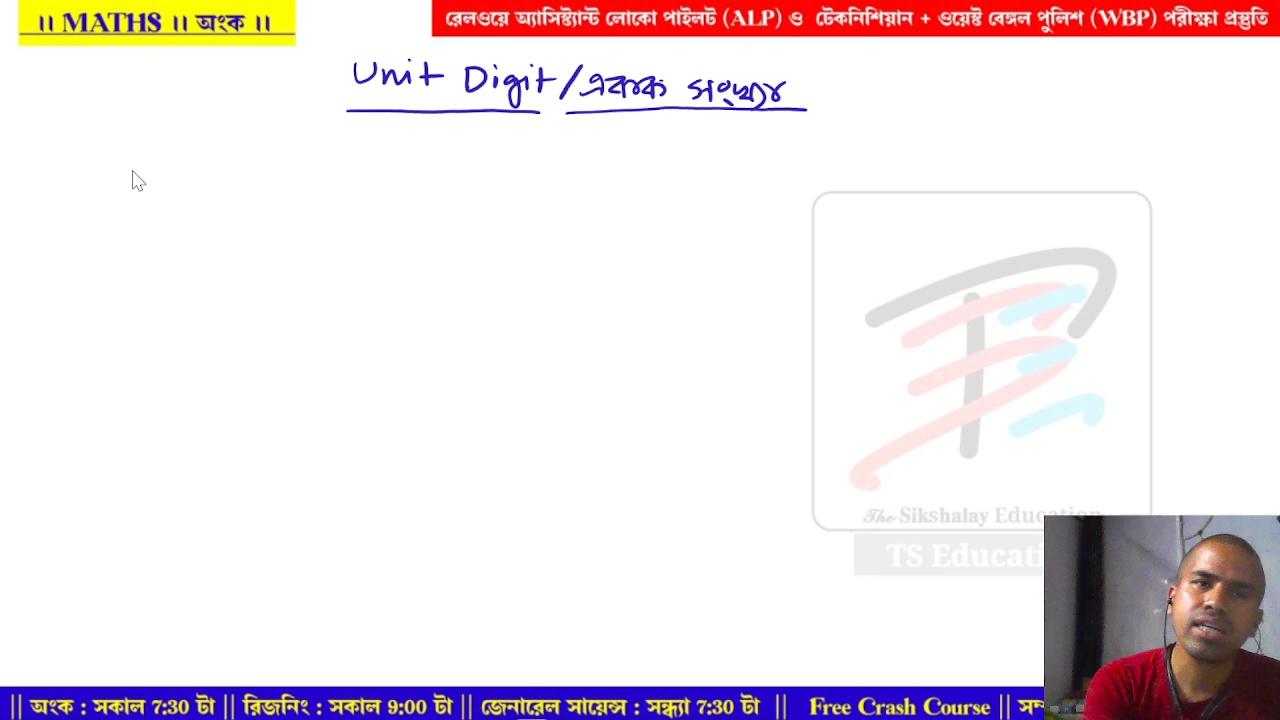 ।। MATHS ।। অংক ।।
রেলওয়ে অ্যাসিস্ট্যান্ট লোকো পাইলট (ALP) ও টেকনিশিয়ান + ওয়েস্ট বেঙ্গল পুলিশ (WBP) পরীক্ষা প্রস্তুতি
Unit Digit/একক সংখ্যার
The Sikshalay Education
TS Educati
|| অংক : সকাল 7:30 টা || রিজনিং : সকাল 9:00 টা || জেনারেল সায়েন্স : সন্ধ্যা 7:30 টা || Free Crash Course ||